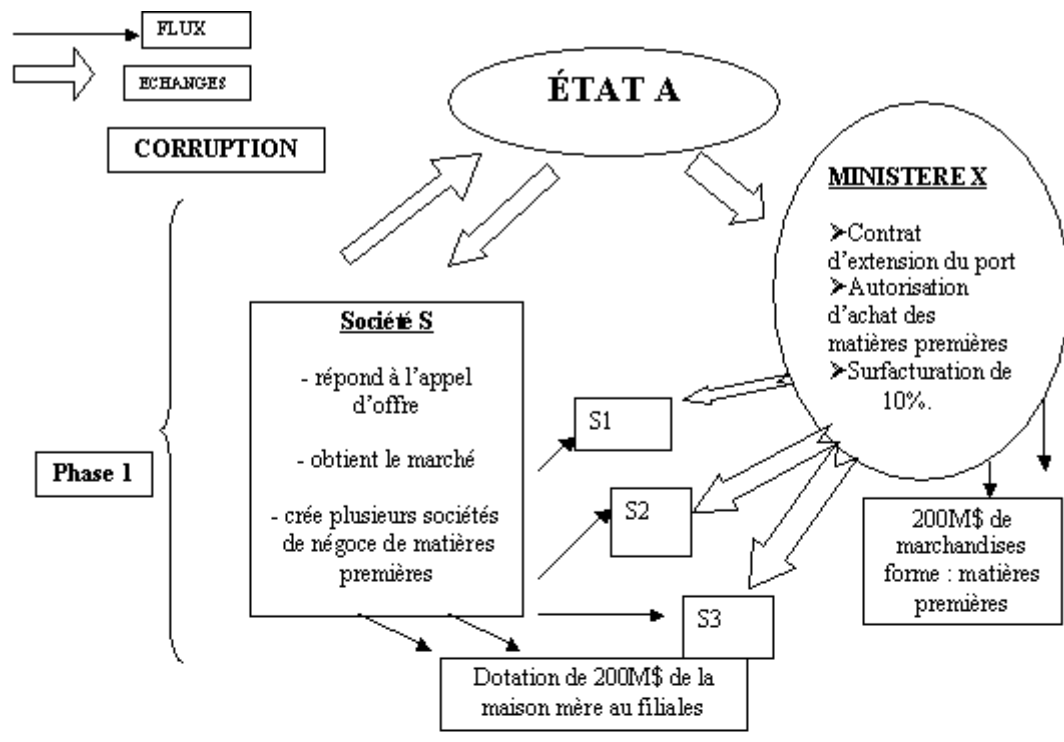 FLUX
ECHANGES
CORRUPTION
ÉTAT A
MINISTERE X
➢Contrat
d'extension du port
➢Autorisation
d'achat des
matières premières
➢Surfacturation de
10%.
Société S
- répond à l'appel
d'offre
- obtient le marché
- crée plusieurs sociétés
de négoce de matières
premières
Phase 1
S1
S2
S3
200M$ de
marchandises
forme : matières
premières
Dotation de 200M$ de la
maison mère au filiales